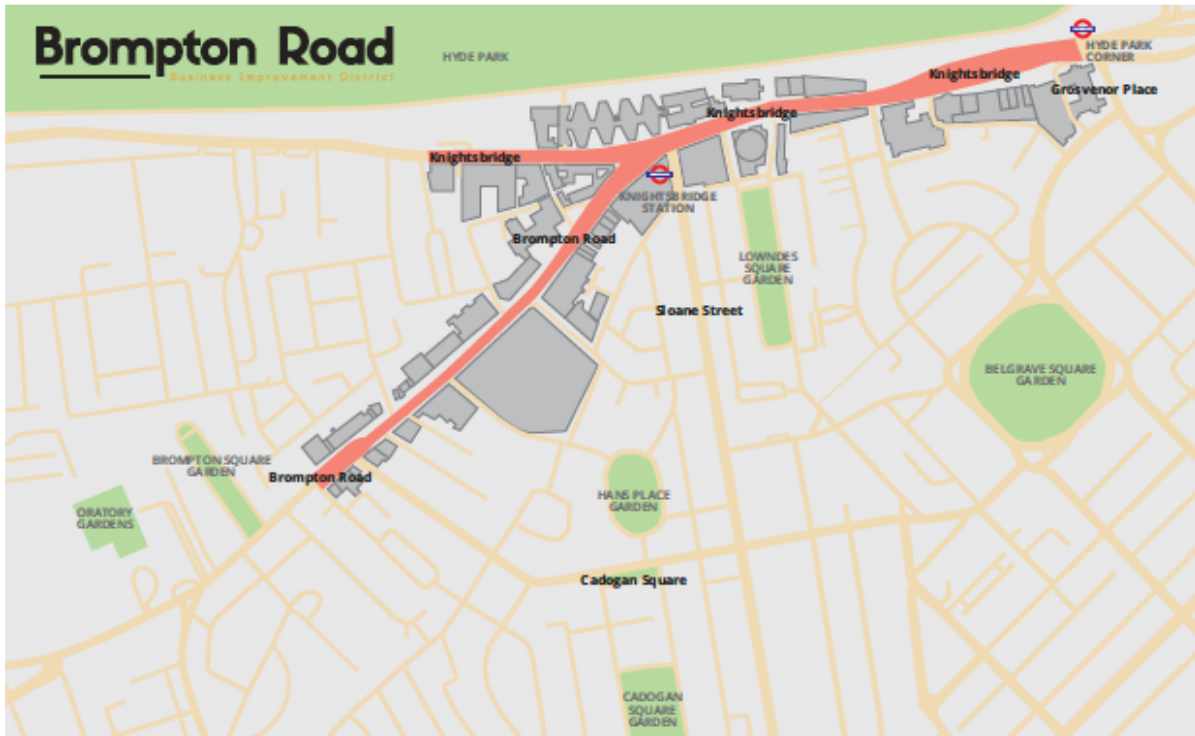 Brompton Road
Business Improvement District
HYDE PARK
HYDE PARK
CORNER
Knightsbridge
Grosvenor Place
Knightsbridge
Knightsbridge
KNIGHTSBRIDGE
STATION
Brompton Road
LOWNDES
SQUARE
GARDEN
Sloane Street
BELGRAVE SQUARE
GARDEN
BROMPTON SQUARE
GARDEN
Brompton Road
HANS PLACE
GARDEN
ORATORY
GARDENS
Cadogan Square
CADOGAN
SQUARE
GARDEN